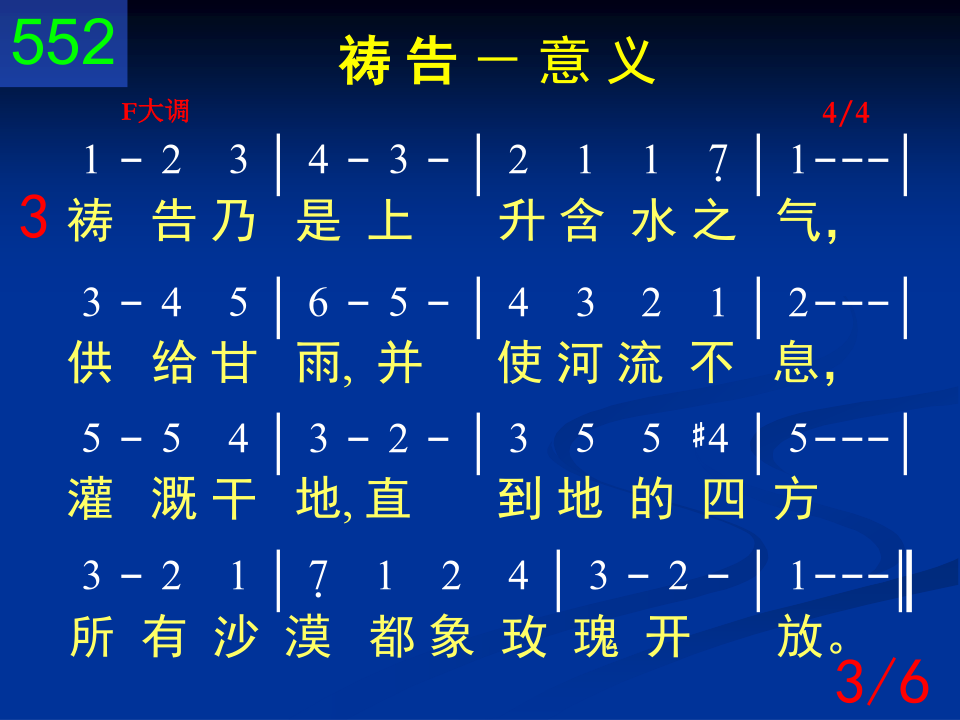 552
祷 告 － 意 义
F大调 4/4
1 - 2 3 | 4 - 3 - | 2 1 1 7̣ | 1 - - - |
3 祷 告 乃 是 上 升 含 水 之 气，
3 - 4 5 | 6 - 5 - | 4 3 2 1 | 2 - - - |
供 给 甘 雨, 并 使 河 流 不 息，
5 - 5 4 | 3 - 2 - | 3 5 5 ♯4 | 5 - - - |
灌 溉 干 地, 直 到 地 的 四 方
3 - 2 1 | 7̣ 1 2 4 | 3 - 2 - | 1 - - - ‖
所 有 沙 漠 都 象 玫 瑰 开 放。
3/6